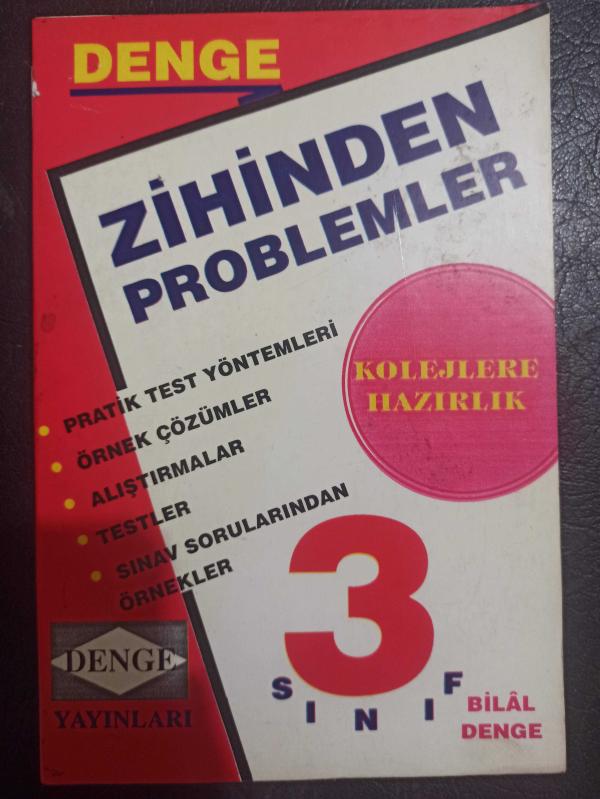 DENGE
ZİHİNDEN
PROBLEMLER
KOLEJLERE
HAZIRLIK
PRATİK TEST YÖNTEMLERİ
ÖRNEK ÇÖZÜMLER
ALIŞTIRMALAR
TESTLER
SINAV SORULARINDAN
ÖRNEKLER
3
SINIF
DENGE
YAYINLARI
BİLÂL
DENGE